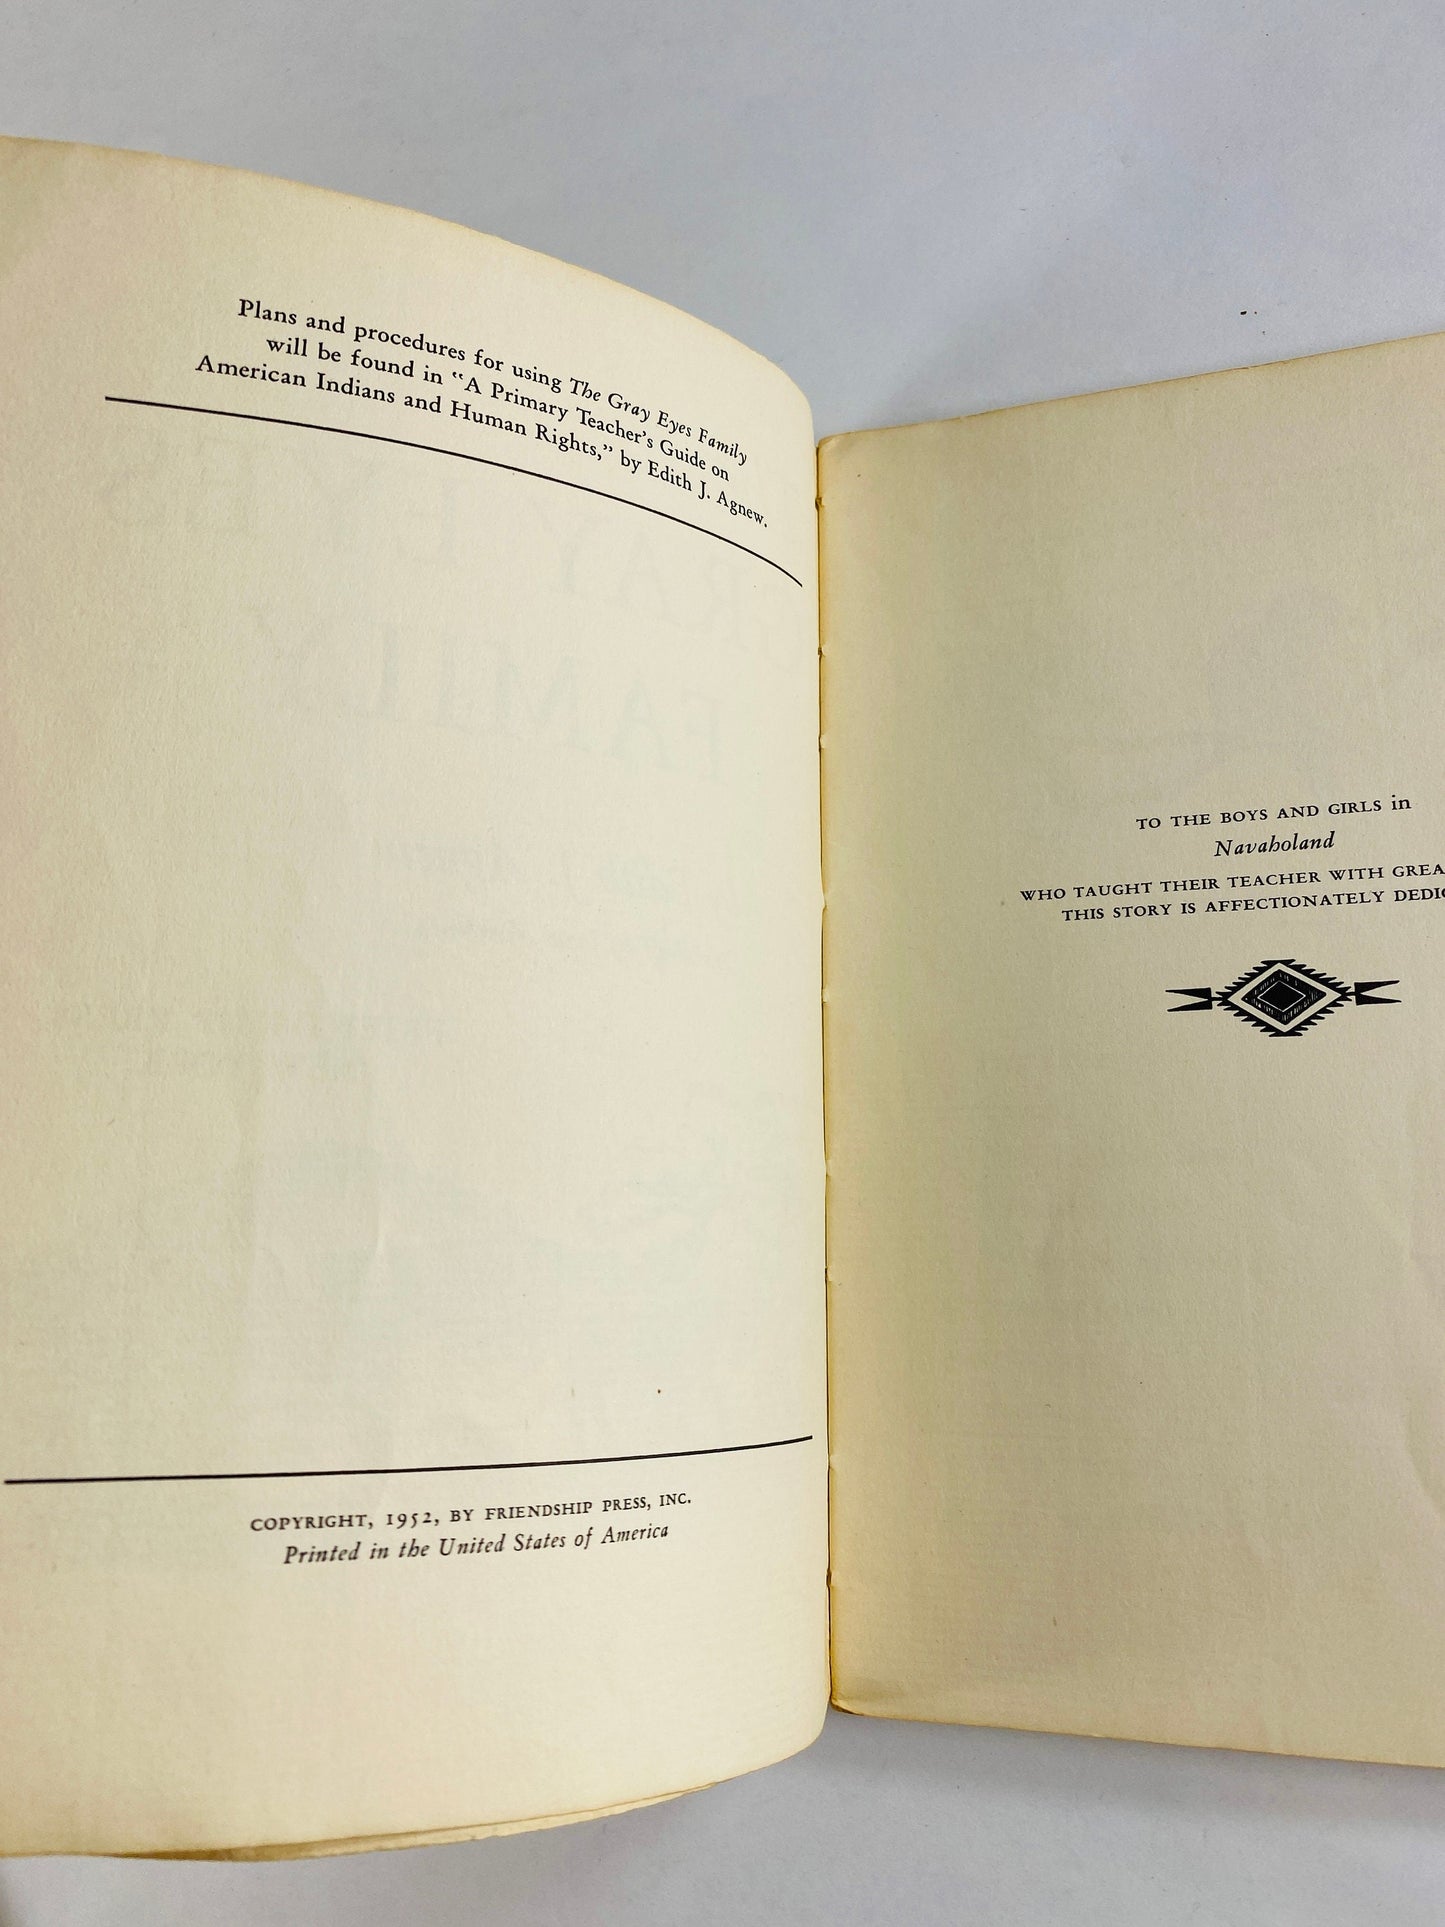 Plans and procedures for using The Gray Eyes Family
will be found in "A Primary Teacher's Guide on
American Indians and Human Rights," by Edith J. Agnew.
COPYRIGHT, 1952, BY FRIENDSHIP PRESS, INC.
Printed in the United States of America
TO THE BOYS AND GIRLS in
Navaholand
WHO TAUGHT THEIR TEACHER WITH
THIS STORY IS AFFECTIONATELY